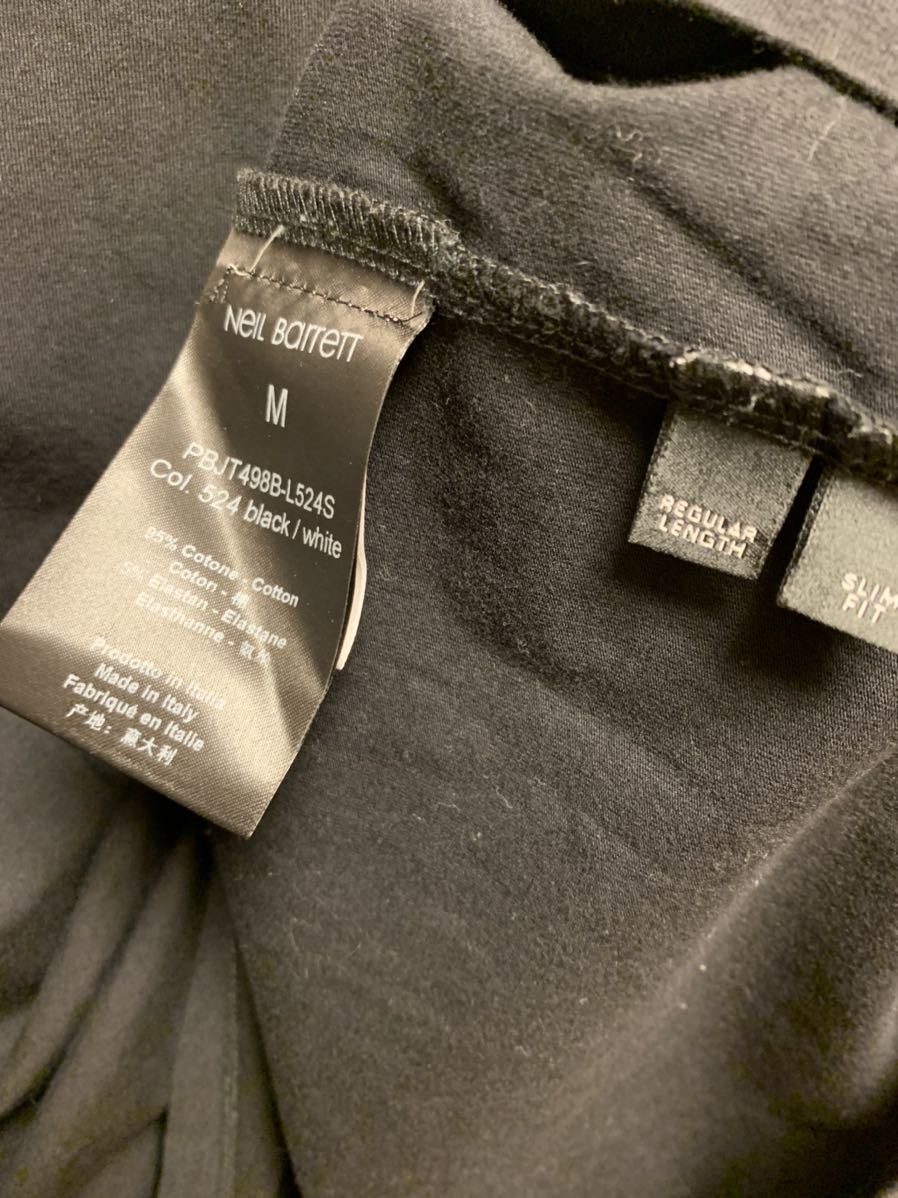 Neil Barrett
M
PBJT498B-L524S
Col. 524 black / white
95% Cotone - Cotton
Coton - 棉
5% Elastan - Elastane
Elasthanne - 氨纶
Prodotto in Italia
Made in Italy
Fabriqué en Italie
产地: 意大利
REGULAR
LENGTH
SLIM
FIT